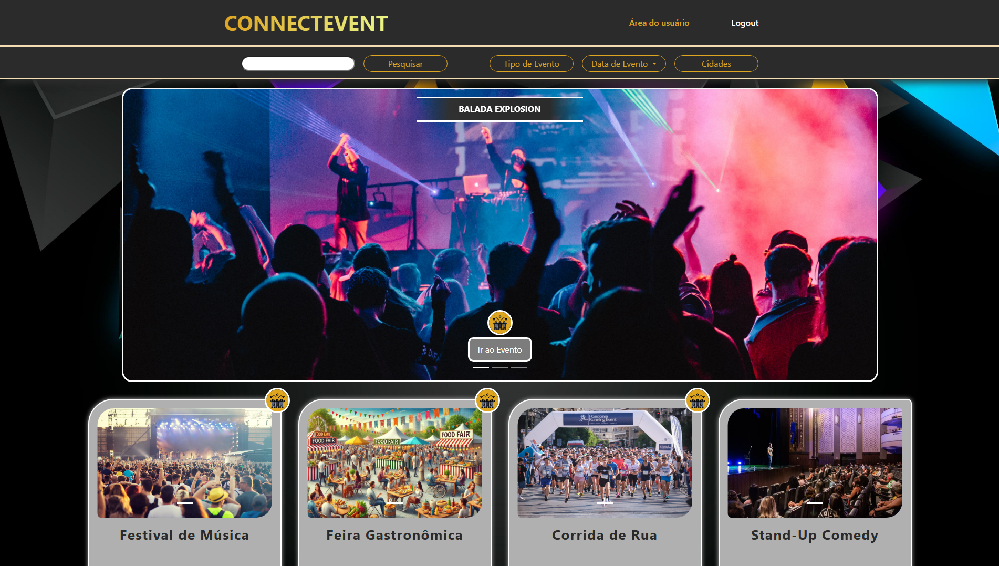 CONNECTEVENT
Área do usuário
Logout
Pesquisar
Tipo de Evento
Data de Evento
Cidades
BALADA EXPLOSION
Ir ao Evento
FOOD FAIR
FOOD FAIR
FOOD FAIR
FOOD FAIR
Posidonia
Running Event
Festival de Música
Feira Gastronômica
Corrida de Rua
Stand-Up Comedy